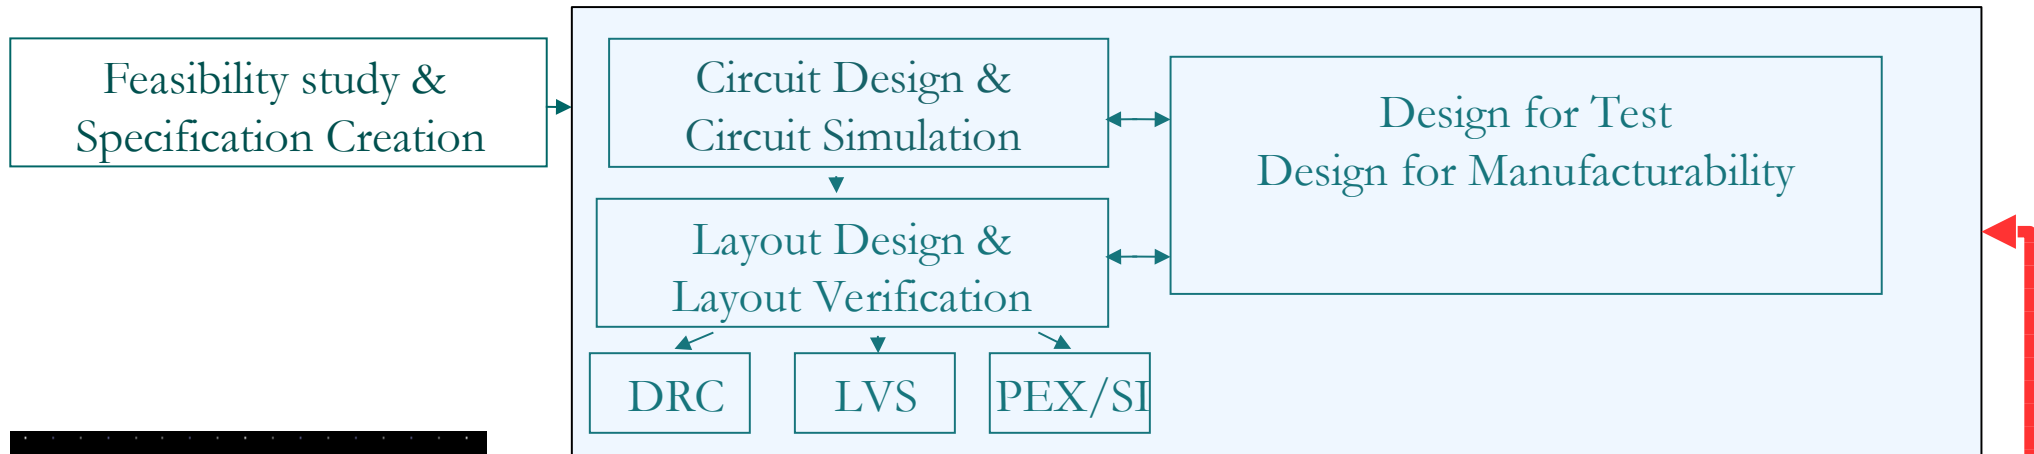 Feasibility study &
Specification Creation
Circuit Design &
Circuit Simulation
Design for Test
Design for Manufacturability
Layout Design &
Layout Verification
DRC
LVS
PEX/SI